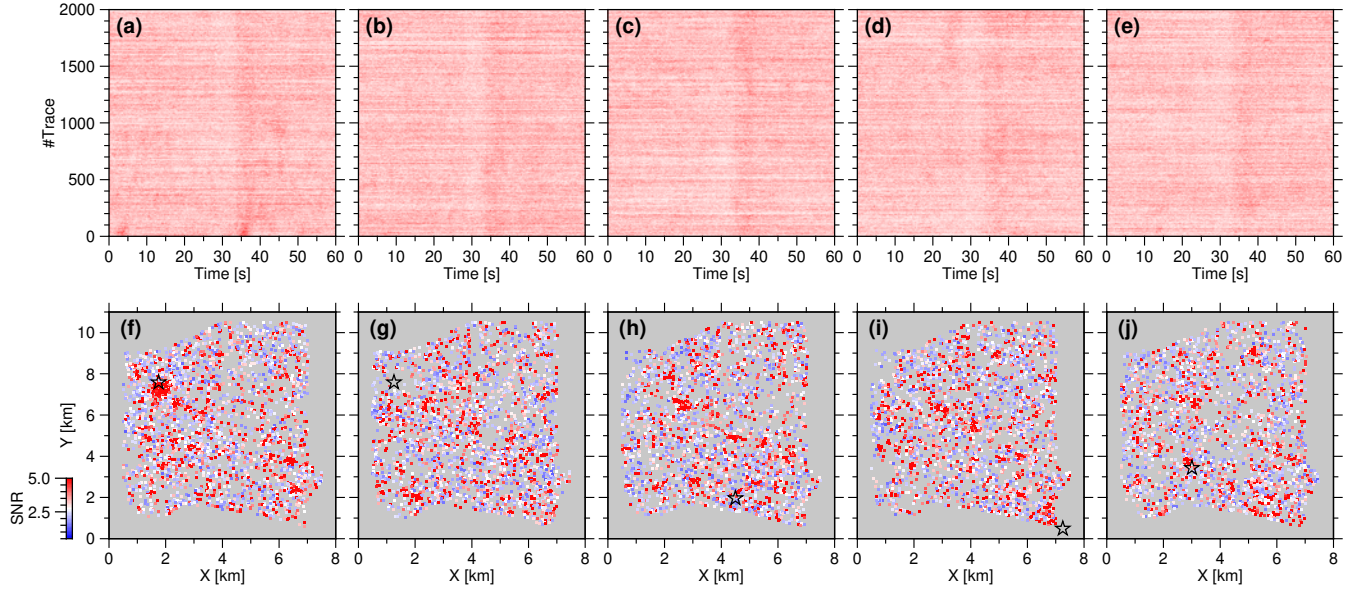 2000
1500
1000
500
0
#Trace
(a)
(b)
(c)
(d)
(e)
0 10 20 30 40 50 60
0 10 20 30 40 50 60
0 10 20 30 40 50 60
0 10 20 30 40 50 60
0 10 20 30 40 50 60
Time [s]
Time [s]
Time [s]
Time [s]
Time [s]
10
8
6
4
2
0
Y [km]
(f)
(g)
(h)
(i)
(j)
5.0
2.5
SNR
0 2 4 6 8
0 2 4 6 8
0 2 4 6 8
0 2 4 6 8
0 2 4 6 8
X [km]
X [km]
X [km]
X [km]
X [km]